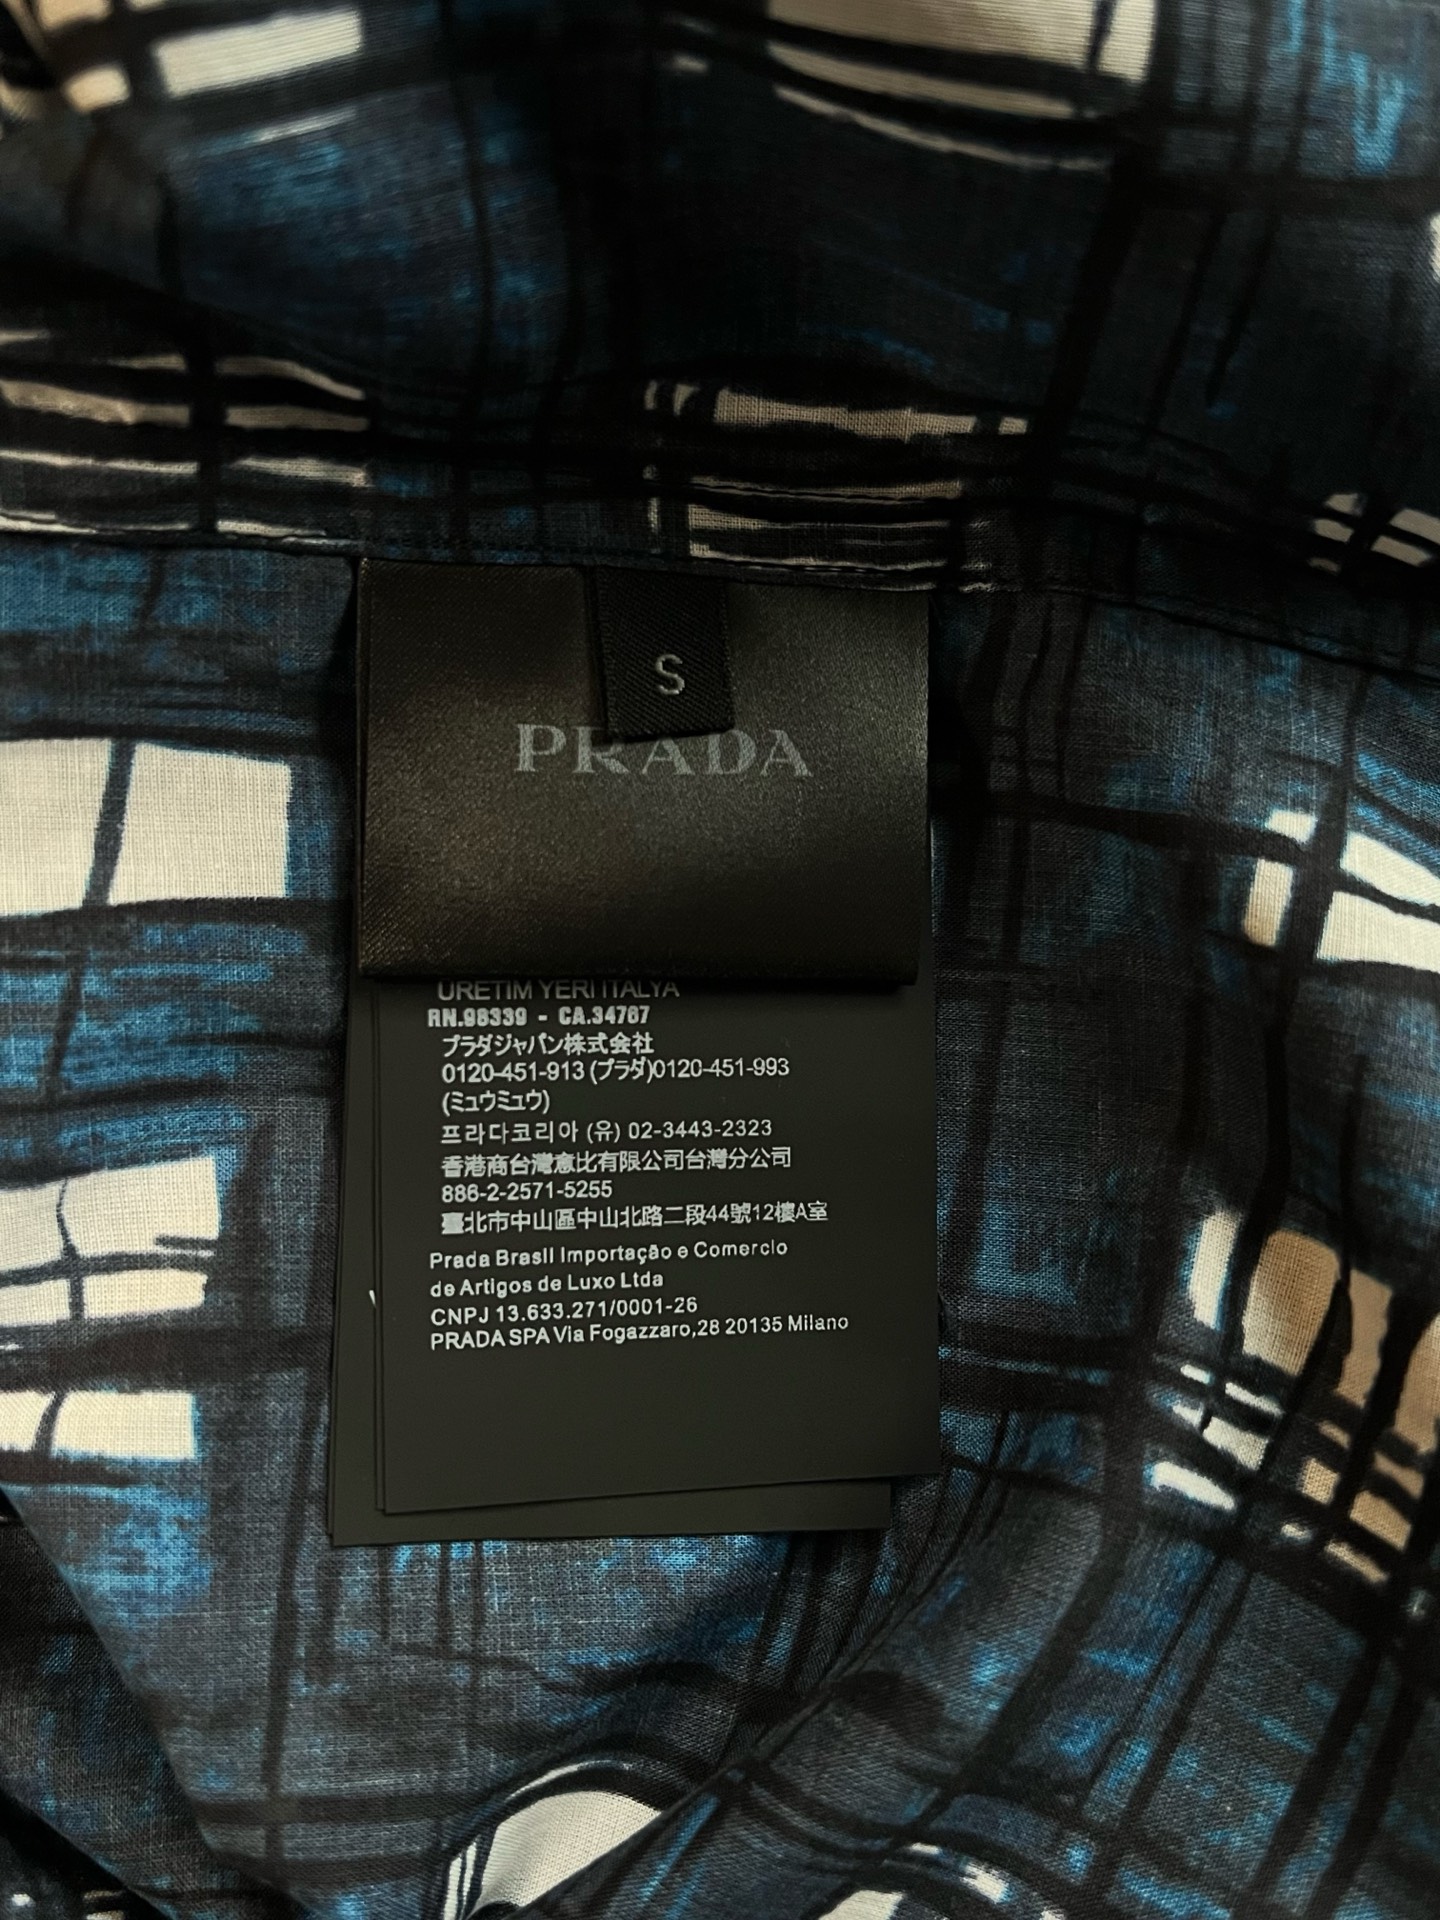 S
PRADA
ÜRETİM YERİ İTALYA
RN.98339 - CA.34767
プラダジャパン株式会社
0120-451-913 (プラダ)0120-451-993
(ミュウミュウ)
프라다코리아 (유) 02-3443-2323
香港商台灣意比有限公司台灣分公司
886-2-2571-5255
臺北市中山區中山北路二段44號12樓A室
Prada Brasil Importação e Comercio
de Artigos de Luxo Ltda
CNPJ 13.633.271/0001-26
PRADA SPA Via Fogazzaro,28 20135 Milano